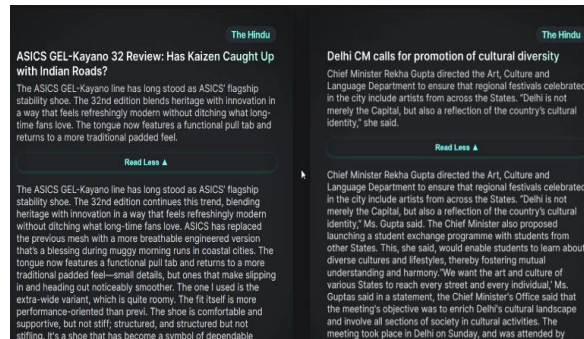 The Hindu
ASICS GEL-Kayano 32 Review: Has Kaizen Caught Up
with Indian Roads?
The ASICS GEL-Kayano line has long stood as ASICS' flagship
stability shoe. The 32nd edition blends heritage with innovation in
a way that feels refreshingly modern without ditching what long-
time fans love. The tongue now features a functional pull tab and
returns to a more traditional padded feel.
Read Less ▲
The ASICS GEL-Kayano line has long stood as ASICS' flagship
stability shoe. The 32nd edition continues this trend, blending
heritage with innovation in a way that feels refreshingly modern
without ditching what long-time fans love. ASICS has replaced
the previous mesh with a more breathable engineered version
that's a blessing during muggy morning runs in coastal cities. The
tongue now features a functional pull tab and returns to a more
traditional padded feel—small details, but ones that make slipping
in and heading out noticeably smoother. The one I used is the
extra-wide variant, which is quite roomy. The fit itself is more
performance-oriented than previ. The shoe is comfortable and
supportive, but not stiff; structured, and structured but not
stifling. It's a shoe that has become a symbol of dependable
The Hindu
Delhi CM calls for promotion of cultural diversity
Chief Minister Rekha Gupta directed the Art, Culture and
Language Department to ensure that regional festivals celebrated
in the city include artists from across the States. "Delhi is not
merely the Capital, but also a reflection of the country's cultural
identity," she said.
Read Less ▲
Chief Minister Rekha Gupta directed the Art, Culture and
Language Department to ensure that regional festivals celebrated
in the city include artists from across the States. "Delhi is not
merely the Capital, but also a reflection of the country's cultural
identity," Ms. Gupta said. The Chief Minister also proposed
launching a student exchange programme with students from
other States. This, she said, would enable students to learn about
diverse cultures and lifestyles, thereby fostering mutual
understanding and harmony."We want the art and culture of
various States to reach every street and every individual,' Ms.
Guptas said in a statement, the Chief Minister's Office said that
the meeting's objective was to enrich Delhi's cultural landscape
and involve all sections of society in cultural activities. The
meeting took place in Delhi on Sunday, and was attended by